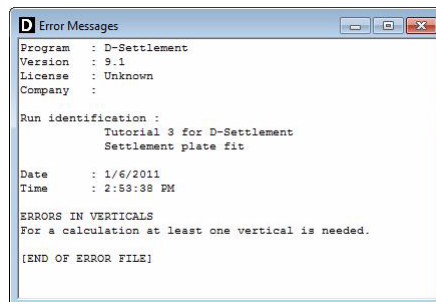 D Error Messages
Program : D-Settlement
Version : 9.1
License : Unknown
Company :
Run identification :
Tutorial 3 for D-Settlement
Settlement plate fit
Date : 1/6/2011
Time : 2:53:38 PM
ERRORS IN VERTICALS
For a calculation at least one vertical is needed.
[END OF ERROR FILE]